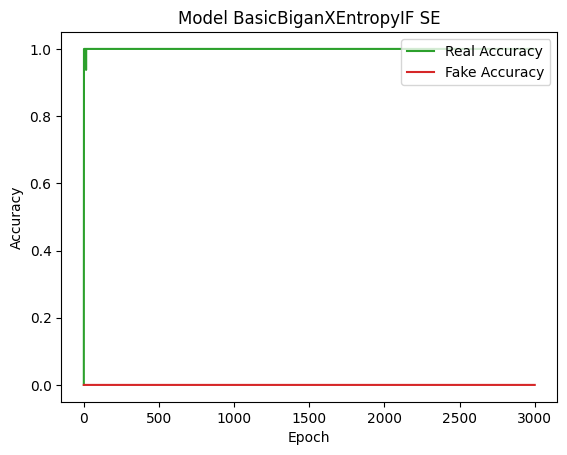 Model BasicBiganXEntropyIF SE
Real Accuracy
Fake Accuracy
Accuracy
1.0
0.8
0.6
0.4
0.2
0.0
0
500
1000
1500
2000
2500
3000
Epoch